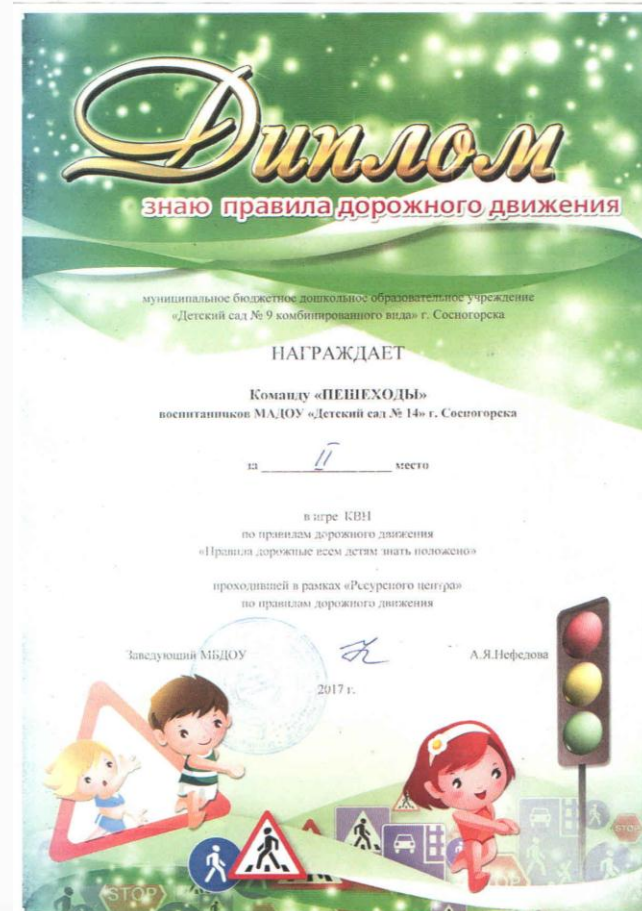 Диплом
знаю правила дорожного движения
муниципальное бюджетное дошкольное образовательное учреждение
«Детский сад № 9 комбинированного вида» г. Сосногорска
НАГРАЖДАЕТ
Команду «ПЕШЕХОДЫ»
воспитанников МАДОУ «Детский сад № 14» г. Сосногорска
за II место
в игре КВН
по правилам дорожного движения
«Правила дорожные всем детям знать положено»
проходившей в рамках «Ресурсного центра»
по правилам дорожного движения
Заведующий МБДОУ А.Я.Нефедова
2017 г.
STOP
STOP